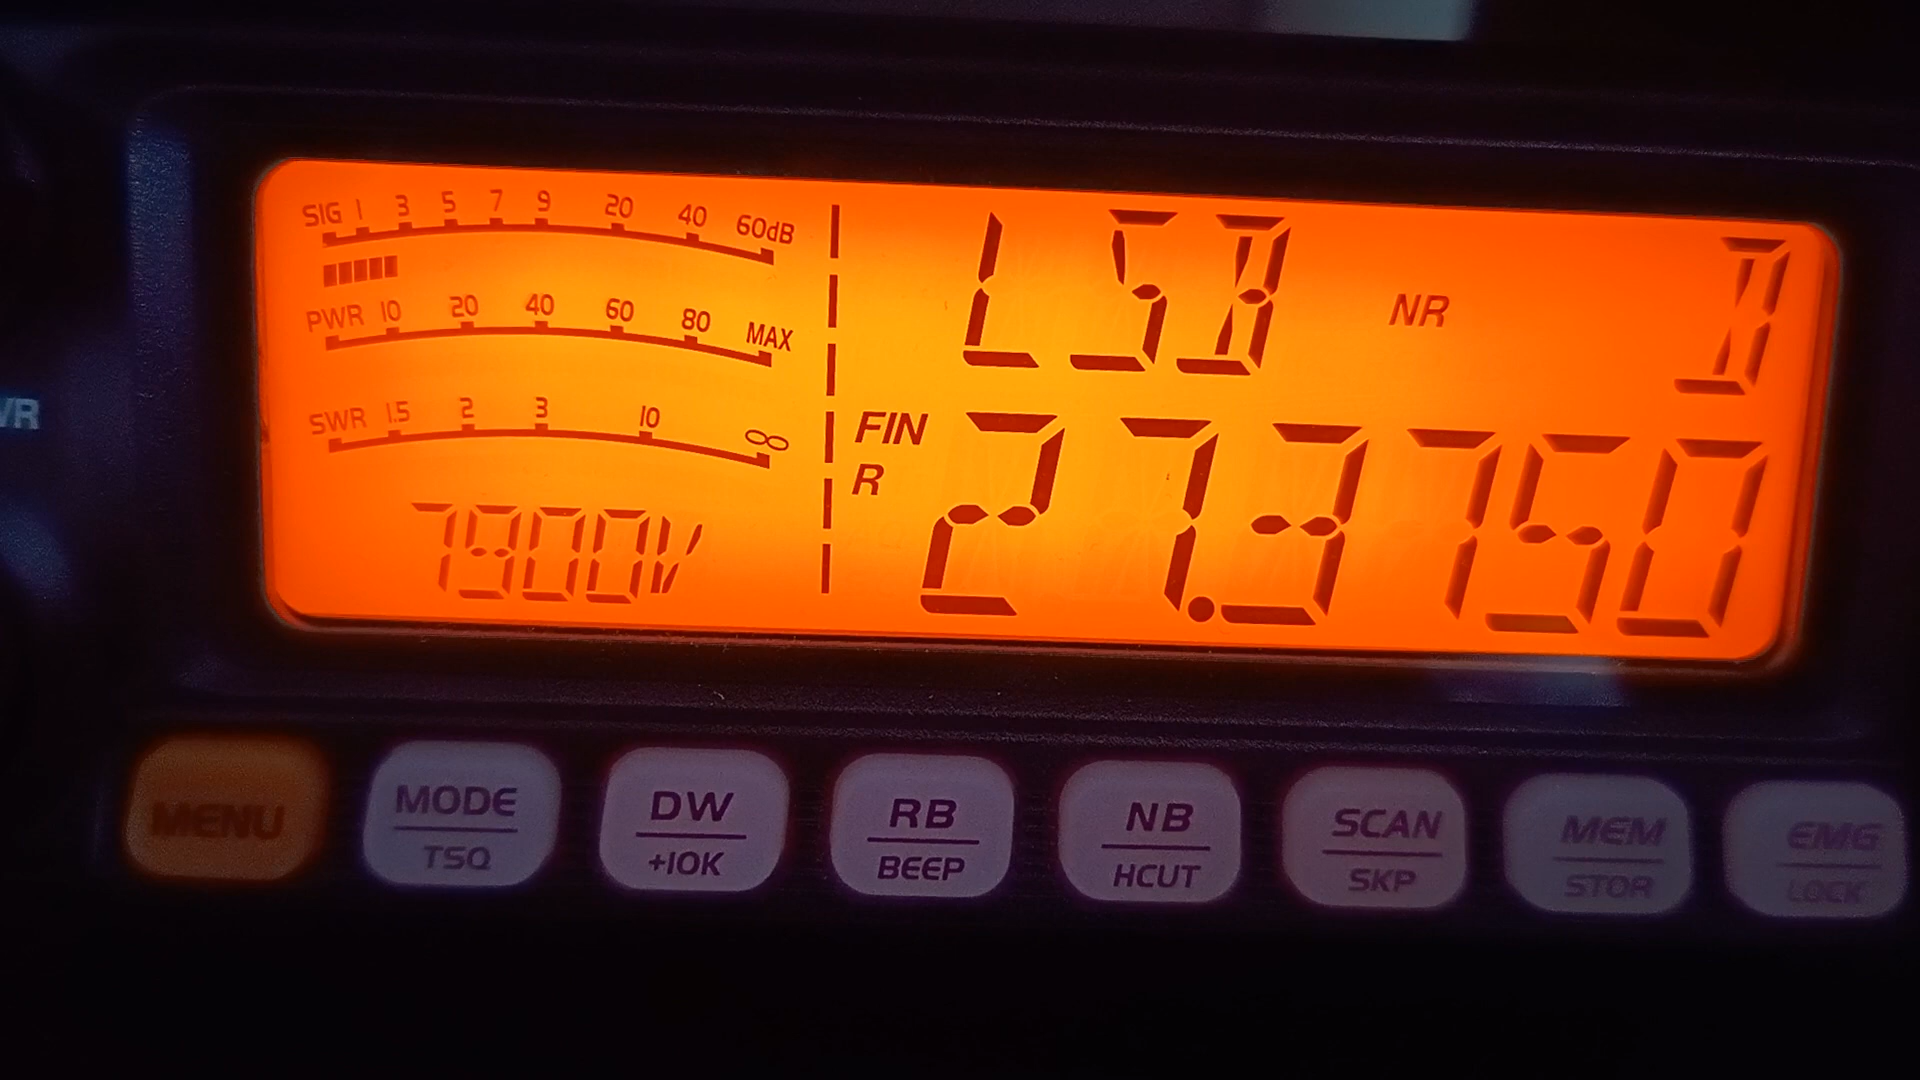 SIG 1 3 5 7 9 20 40 60dB
PWR 10 20 40 60 80 MAX
SWR 1.5 2 3 10 ∞
7900V
LSB NR D
FIN
R
27.3750
VR
MENU
MODE
TSQ
DW
+10K
RB
BEEP
NB
HCUT
SCAN
SKP
MEM
STOR
EMG
LOCK